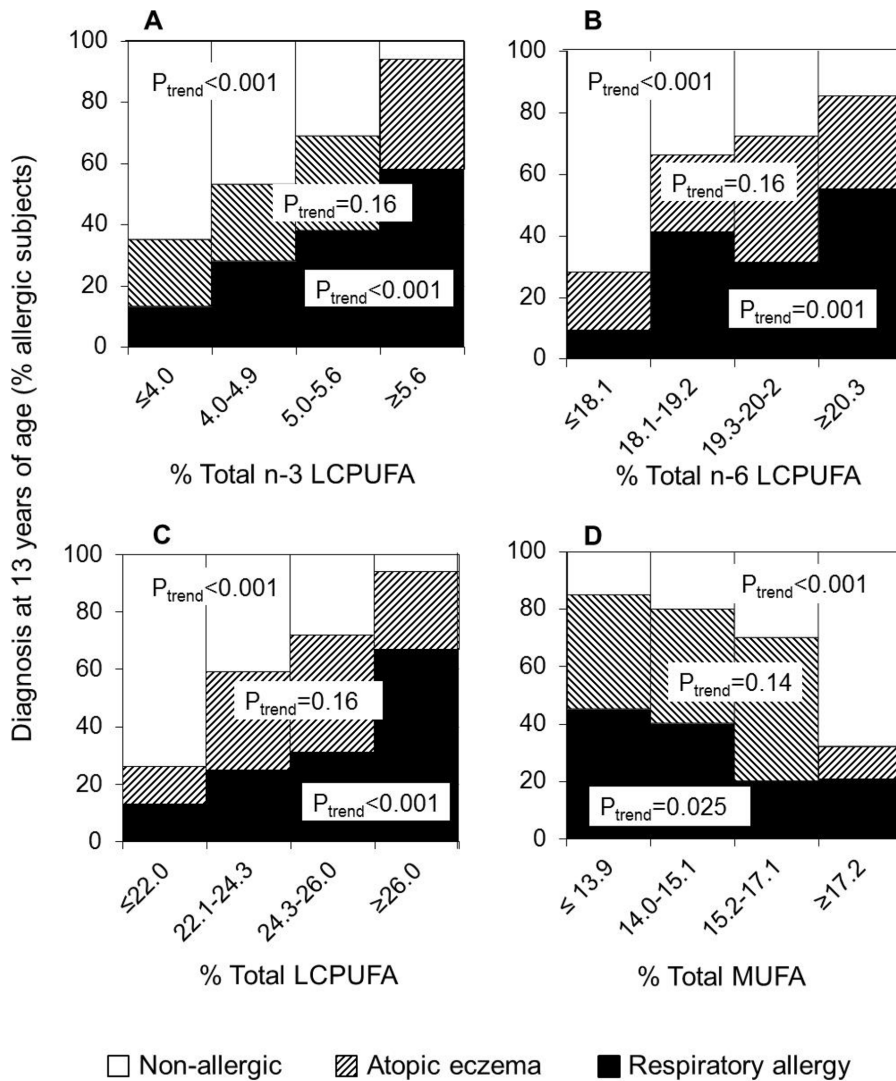 Diagnosis at 13 years of age (% allergic subjects)
A
100
80
60
40
20
0
Ptrend<0.001
Ptrend=0.16
Ptrend<0.001
≤4.0
4.0-4.9
5.0-5.6
≥5.6
% Total n-3 LCPUFA
B
100
80
60
40
20
0
Ptrend<0.001
Ptrend=0.16
Ptrend=0.001
≤18.1
18.1-19.2
19.3-20-2
≥20.3
% Total n-6 LCPUFA
C
100
80
60
40
20
0
Ptrend<0.001
Ptrend=0.16
Ptrend<0.001
≤22.0
22.1-24.3
24.3-26.0
≥26.0
% Total LCPUFA
D
100
80
60
40
20
0
Ptrend<0.001
Ptrend=0.14
Ptrend=0.025
≤ 13.9
14.0-15.1
15.2-17.1
≥17.2
% Total MUFA
Non-allergic
Atopic eczema
Respiratory allergy